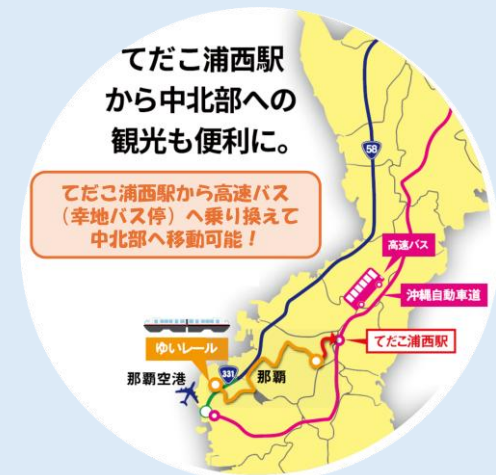 てだこ浦西駅
から中北部への
観光も便利に。
てだこ浦西駅から高速バス
（幸地バス停）へ乗り換えて
中北部へ移動可能！
58
高速バス
沖縄自動車道
てだこ浦西駅
ゆいレール
331
那覇
那覇空港